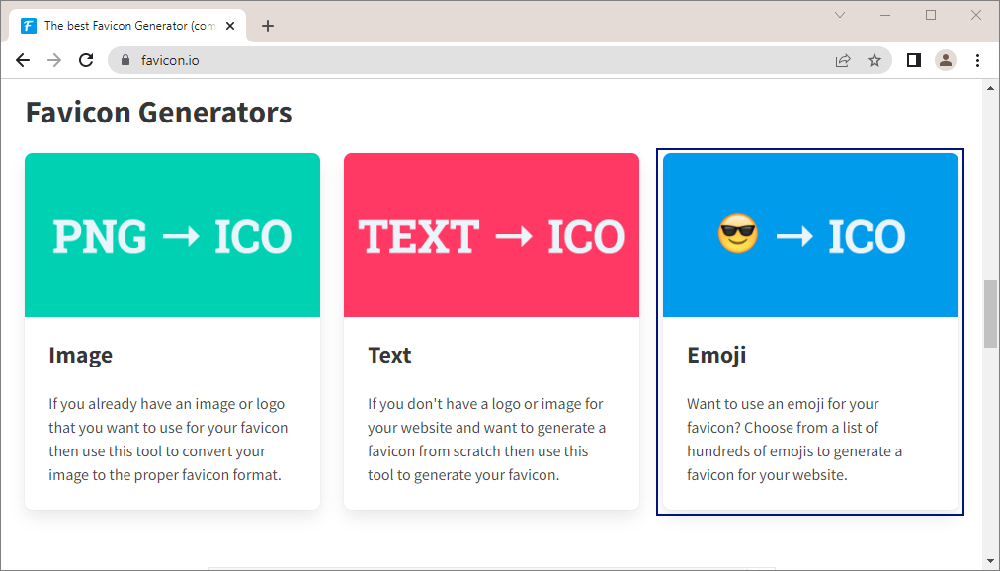 The best Favicon Generator (com
favicon.io
Favicon Generators
PNG → ICO
TEXT → ICO
😎 → ICO
Image
If you already have an image or logo
that you want to use for your favicon
then use this tool to convert your
image to the proper favicon format.
Text
If you don't have a logo or image for
your website and want to generate a
favicon from scratch then use this
tool to generate your favicon.
Emoji
Want to use an emoji for your
favicon? Choose from a list of
hundreds of emojis to generate a
favicon for your website.